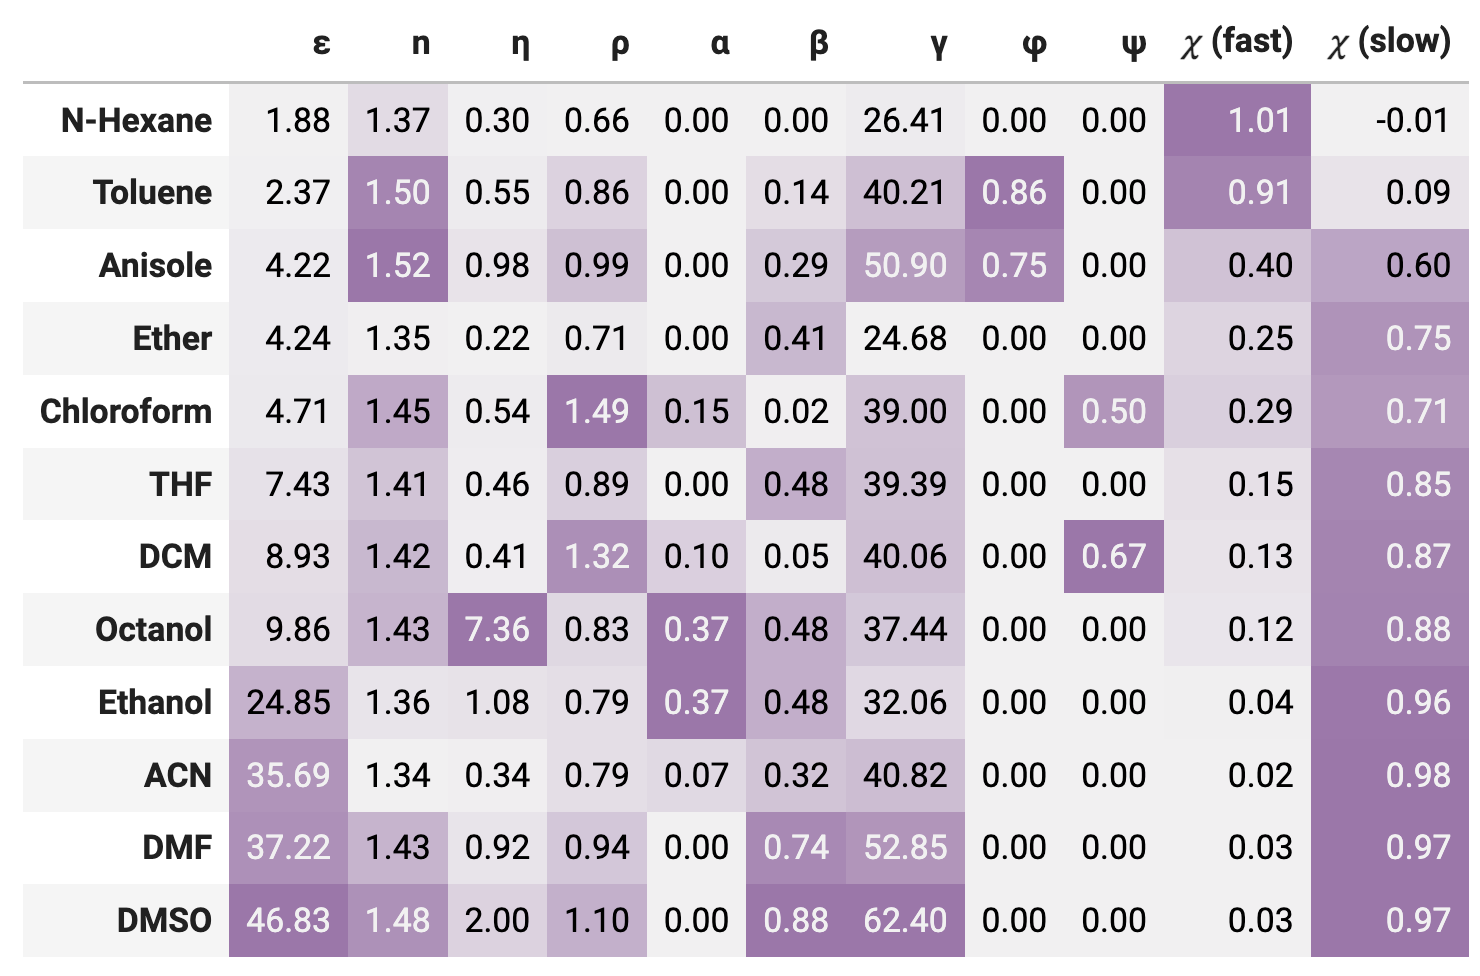 ε n η ρ α β γ φ ψ χ (fast) χ (slow)
N-Hexane 1.88 1.37 0.30 0.66 0.00 0.00 26.41 0.00 0.00 1.01 -0.01
Toluene 2.37 1.50 0.55 0.86 0.00 0.14 40.21 0.86 0.00 0.91 0.09
Anisole 4.22 1.52 0.98 0.99 0.00 0.29 50.90 0.75 0.00 0.40 0.60
Ether 4.24 1.35 0.22 0.71 0.00 0.41 24.68 0.00 0.00 0.25 0.75
Chloroform 4.71 1.45 0.54 1.49 0.15 0.02 39.00 0.00 0.50 0.29 0.71
THF 7.43 1.41 0.46 0.89 0.00 0.48 39.39 0.00 0.00 0.15 0.85
DCM 8.93 1.42 0.41 1.32 0.10 0.05 40.06 0.00 0.67 0.13 0.87
Octanol 9.86 1.43 7.36 0.83 0.37 0.48 37.44 0.00 0.00 0.12 0.88
Ethanol 24.85 1.36 1.08 0.79 0.37 0.48 32.06 0.00 0.00 0.04 0.96
ACN 35.69 1.34 0.34 0.79 0.07 0.32 40.82 0.00 0.00 0.02 0.98
DMF 37.22 1.43 0.92 0.94 0.00 0.74 52.85 0.00 0.00 0.03 0.97
DMSO 46.83 1.48 2.00 1.10 0.00 0.88 62.40 0.00 0.00 0.03 0.97